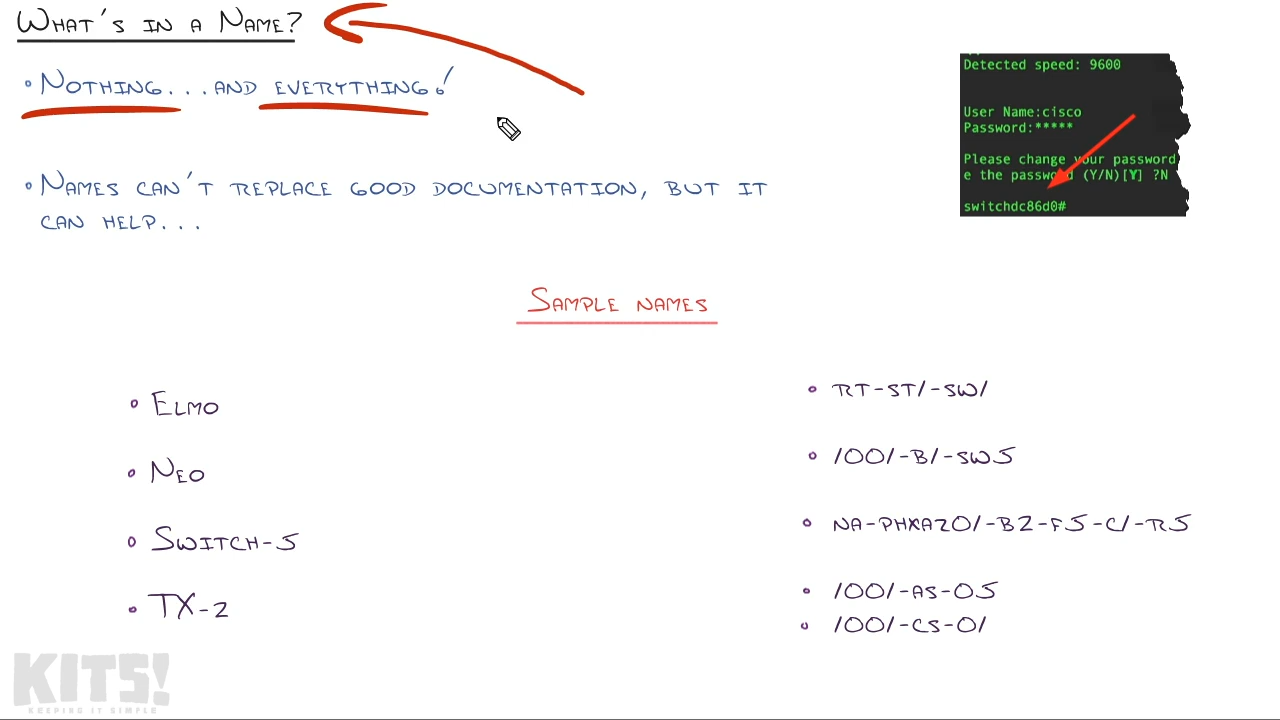 What's in a Name?
• Nothing...and everything!
• Names can't replace good documentation, but it
can help...
Detected speed: 9600
User Name:cisco
Password:*****
Please change your password
e the password (Y/N)[Y] ?N
switchdc86d0#
Sample names
• Elmo
• Neo
• Switch-5
• TX-2
• RT-ST1-SW1
• 1001-B1-SW5
• NA-PHXAZ01-B2-F5-C1-R5
• 1001-AS-05
• 1001-CS-01
KITS!
KEEPING IT SIMPLE